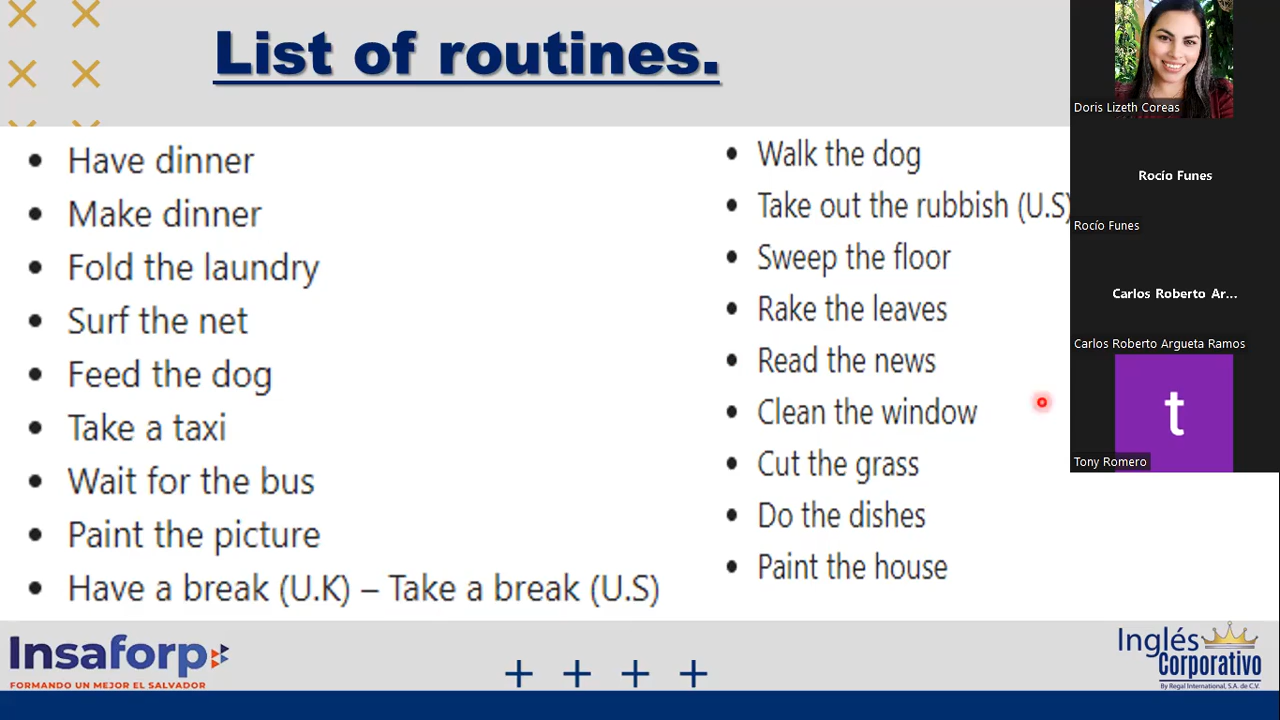 List of routines.
Have dinner
Make dinner
Fold the laundry
Surf the net
Feed the dog
Take a taxi
Wait for the bus
Paint the picture
Have a break (U.K) – Take a break (U.S)
Walk the dog
Take out the rubbish (U.S)
Sweep the floor
Rake the leaves
Read the news
Clean the window
Cut the grass
Do the dishes
Paint the house
Doris Lizeth Coreas
Rocío Funes
Rocío Funes
Carlos Roberto Ar...
Carlos Roberto Argueta Ramos
t
Tony Romero
Insaforp
FORMANDO UN MEJOR EL SALVADOR
Inglés
Corporativo
By Regal International, S.A. de C.V.